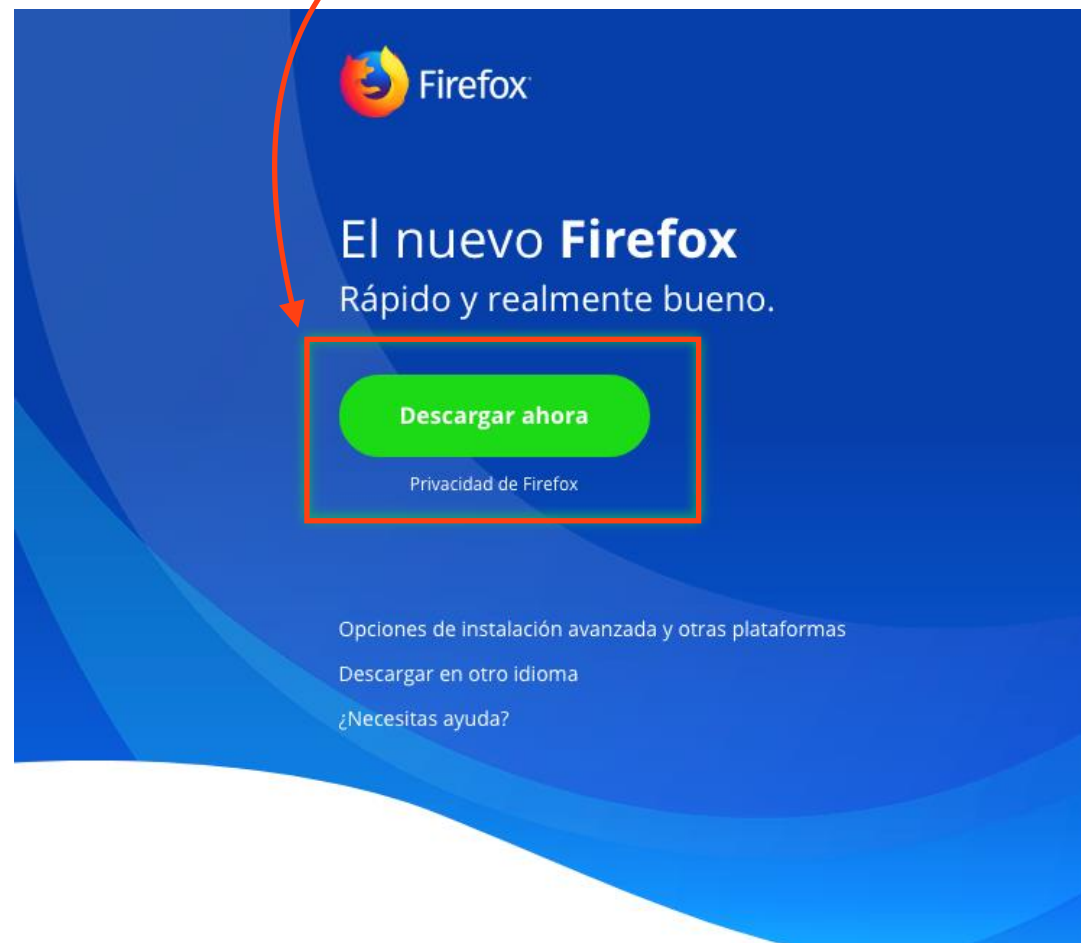 Firefox
El nuevo Firefox
Rápido y realmente bueno.
Descargar ahora
Privacidad de Firefox
Opciones de instalación avanzada y otras plataformas
Descargar en otro idioma
¿Necesitas ayuda?